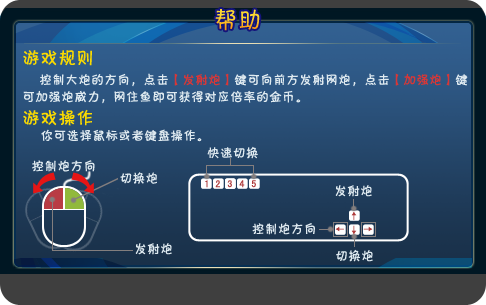 帮助
游戏规则
控制大炮的方向，点击【发射炮】键可向前方发射网炮，点击【加强炮】键
可加强炮威力，网住鱼即可获得对应倍率的金币。
游戏操作
你可选择鼠标或者键盘操作。
快速切换
控制炮方向
切换炮
1 2 3 4 5
发射炮
↑
控制炮方向
← ↓ →
发射炮
切换炮